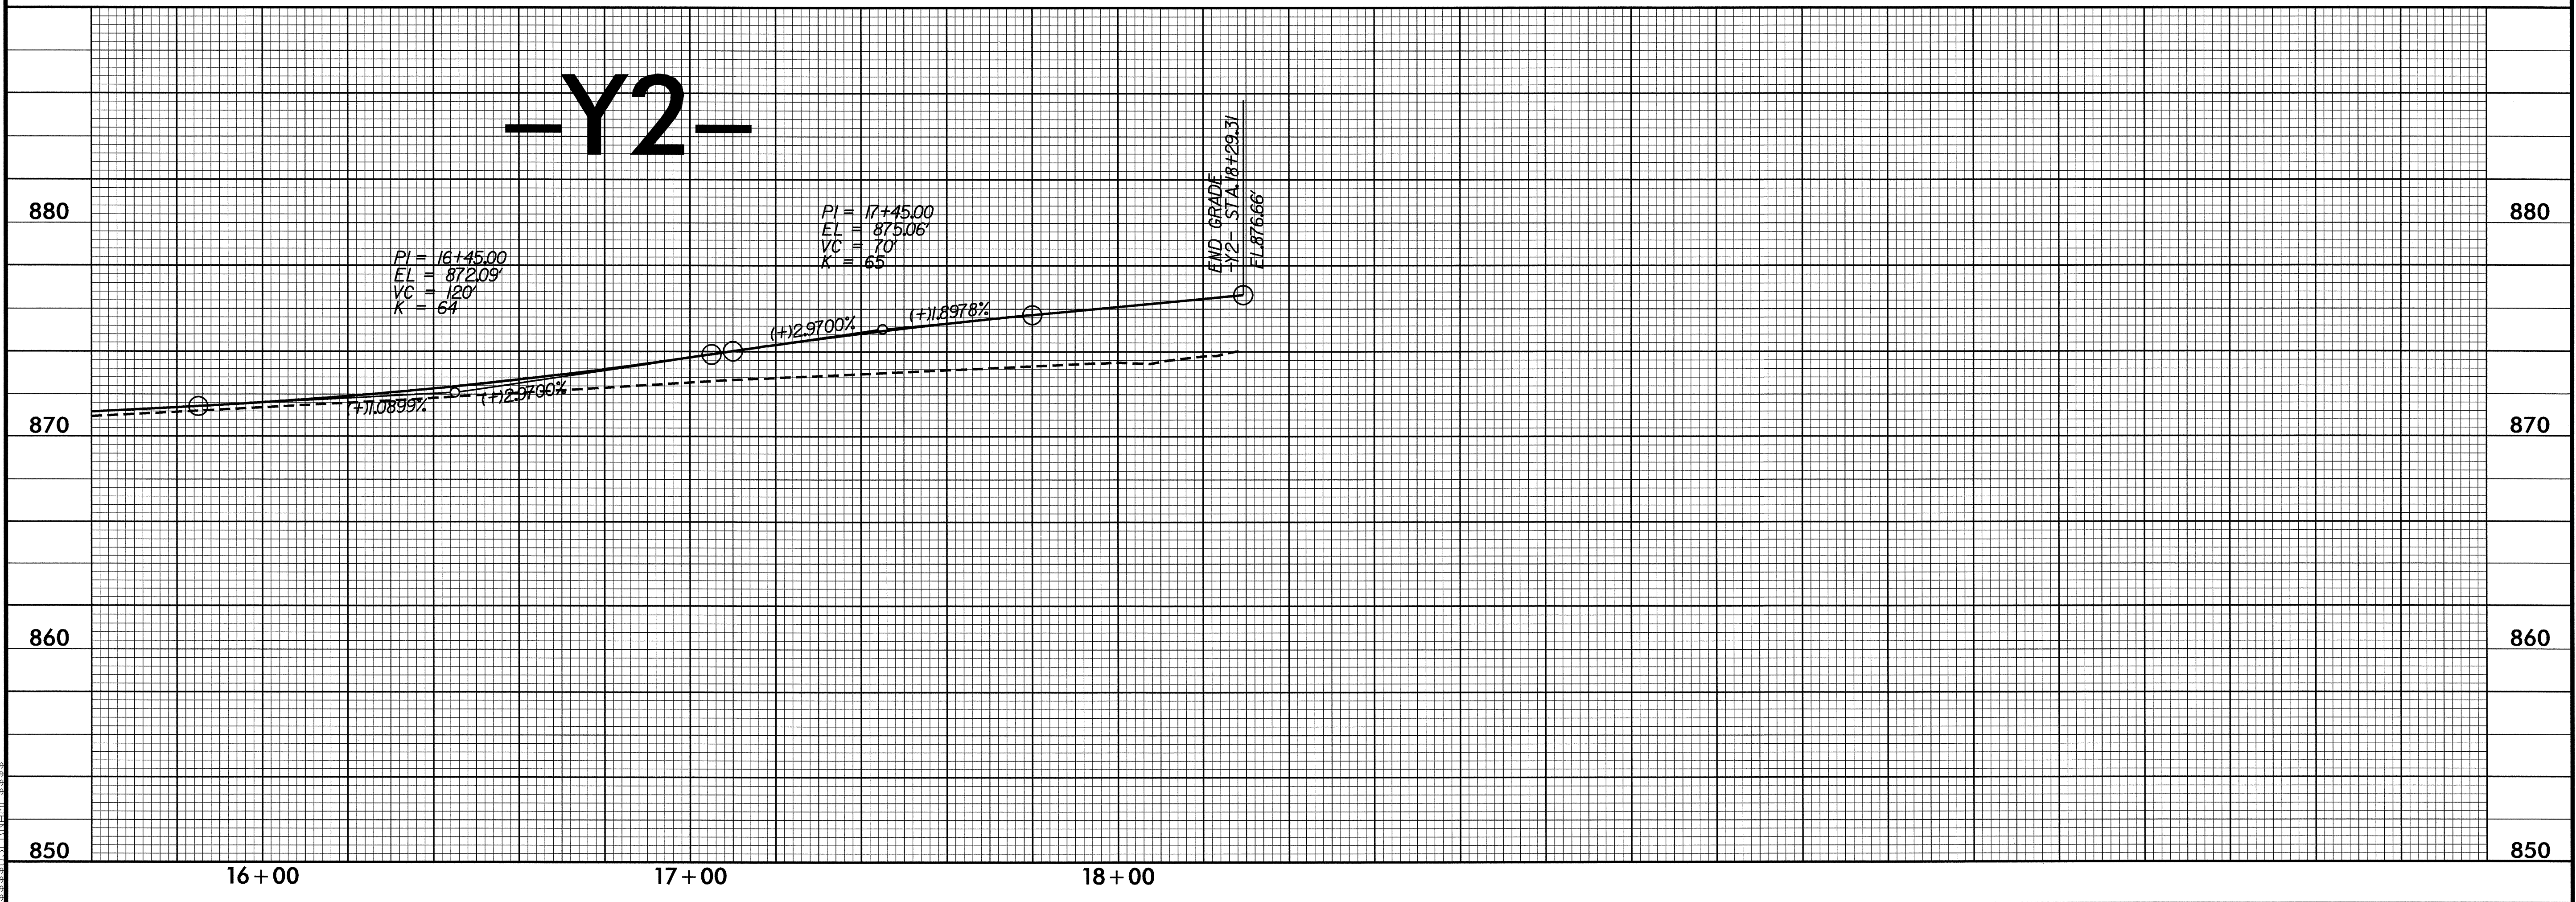 -Y2-
END GRADE
-Y2- STA. 18+29.31
EL.876.66'
880
PI = 17+45.00
EL = 875.06'
VC = 70'
K = 65
880
PI = 16+45.00
EL = 872.09'
VC = 120'
K = 64
(+)2.9700%
(+)1.8978%
(+)1.0899%
(+)2.9700%
870
870
860
860
850
850
16+00
17+00
18+00